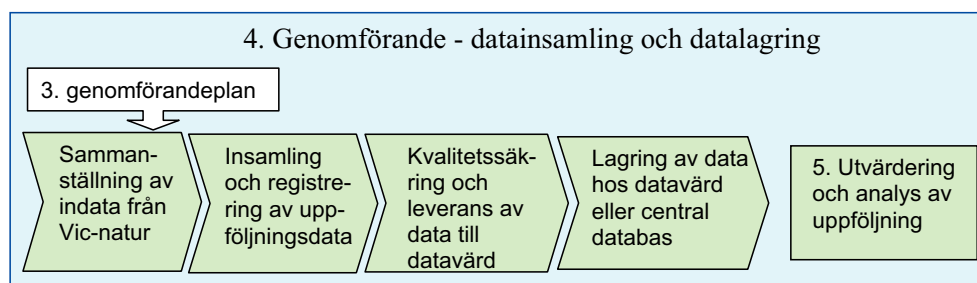 4. Genomförande - datainsamling och datalagring
3. genomförandeplan
Samman-
ställning av
indata från
Vic-natur
Insamling
och registre-
ring av upp-
följningsdata
Kvalitetssäk-
ring och
leverans av
data till
datavärd
Lagring av data
hos datavärd
eller central
databas
5. Utvärdering
och analys av
uppföljning